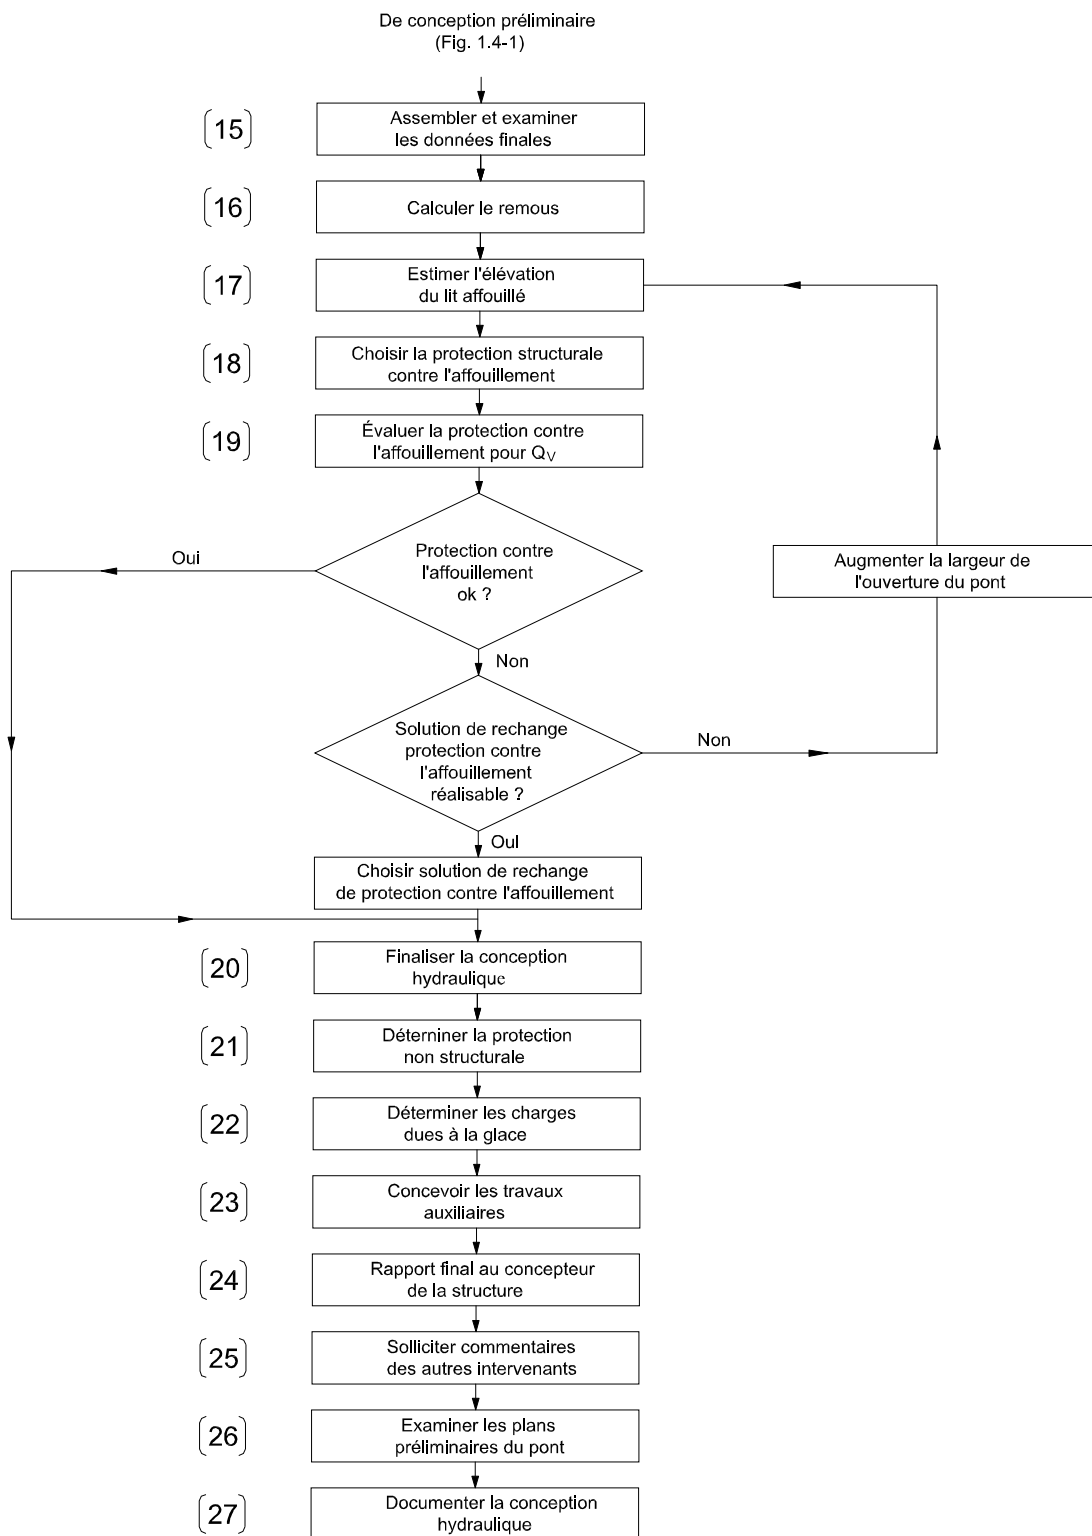 De conception préliminaire
(Fig. 1.4-1)
15
Assembler et examiner
les données finales
16
Calculer le remous
17
Estimer l'élévation
du lit affouillé
18
Choisir la protection structurale
contre l'affouillement
19
Évaluer la protection contre
l'affouillement pour QV
Oui
Protection contre
l'affouillement
ok ?
Augmenter la largeur de
l'ouverture du pont
Non
Solution de rechange
protection contre
l'affouillement
réalisable ?
Non
Oui
Choisir solution de rechange
de protection contre l'affouillement
20
Finaliser la conception
hydraulique
21
Déterniner la protection
non structurale
22
Déterminer les charges
dues à la glace
23
Concevoir les travaux
auxiliaires
24
Rapport final au concepteur
de la structure
25
Solliciter commentaires
des autres intervenants
26
Examiner les plans
préliminaires du pont
27
Documenter la conception
hydraulique